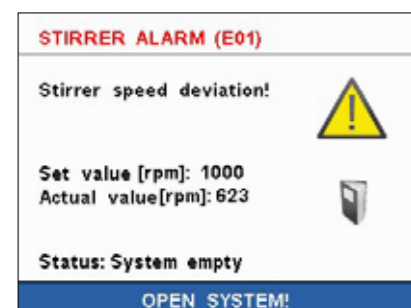 STIRRER ALARM (E01)
Stirrer speed deviation!
Set value [rpm]: 1000
Actual value[rpm]: 623
Status: System empty
OPEN SYSTEM!